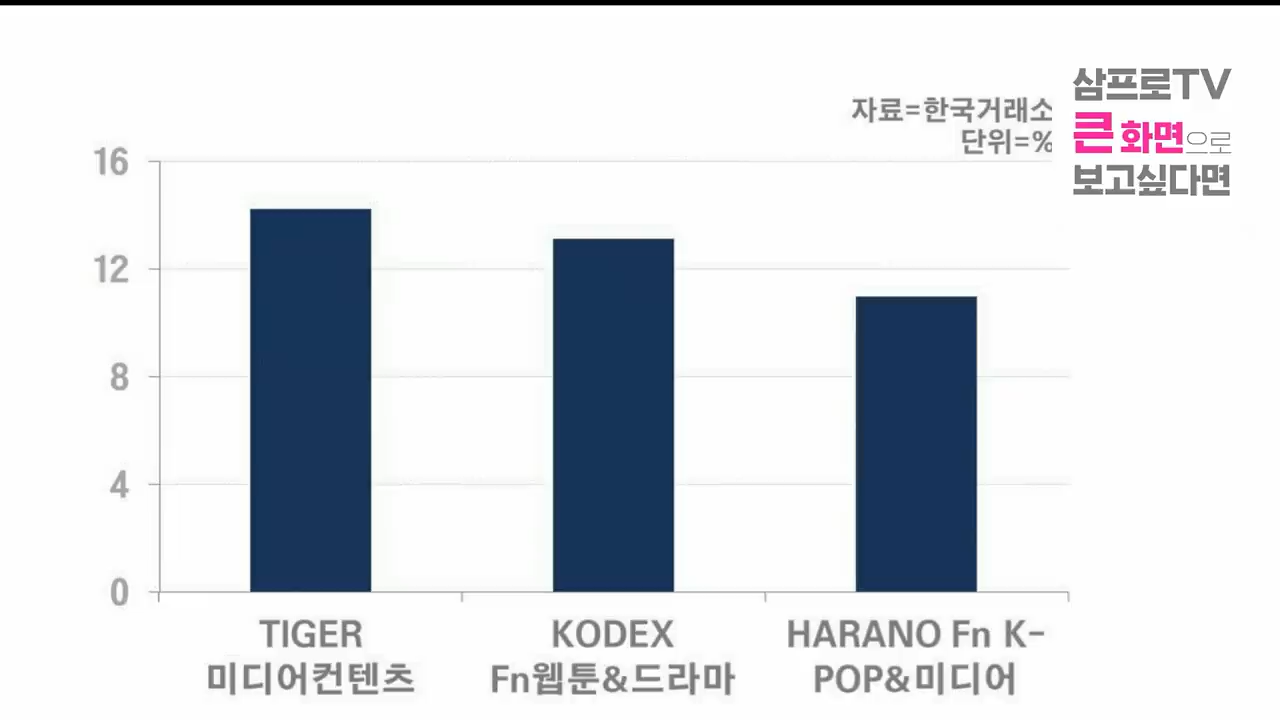 삼프로TV
큰 화면으로
보고싶다면
자료=한국거래소
단위=%
16
12
8
4
0
TIGER
미디어컨텐츠
KODEX
Fn웹툰&드라마
HARANO Fn K-
POP&미디어